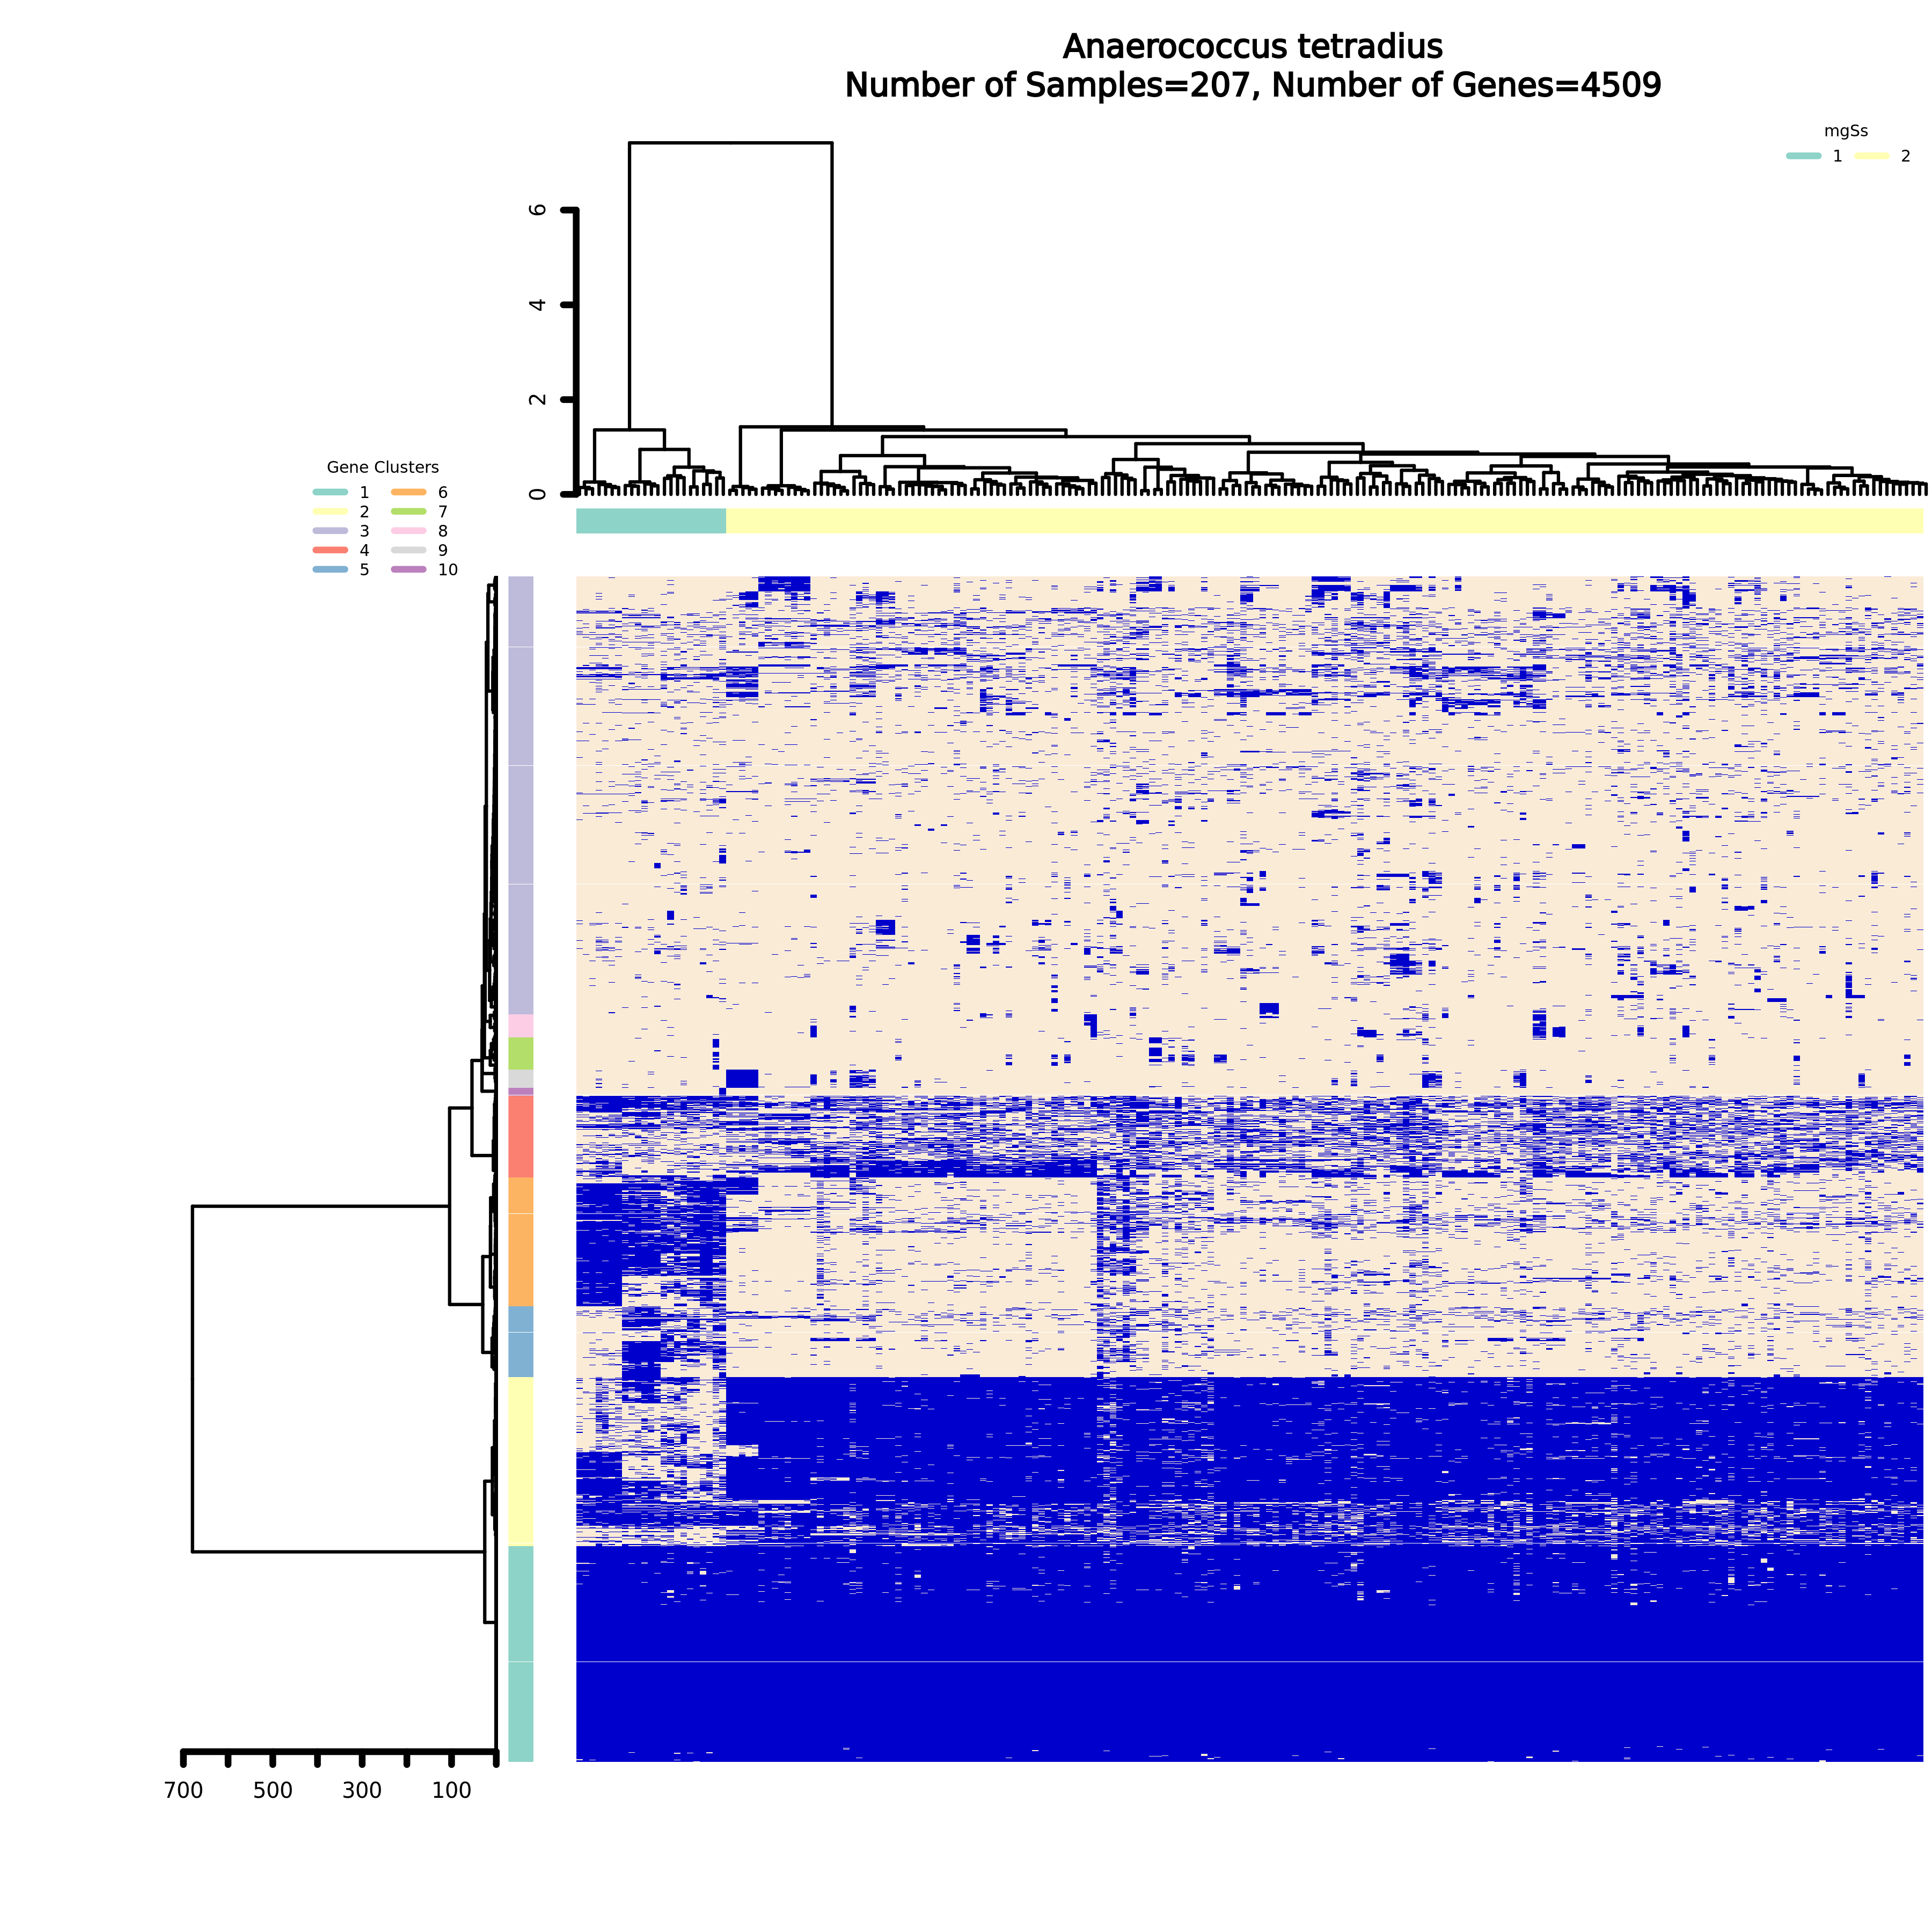 Anaerococcus tetradius
Number of Samples=207, Number of Genes=4509
mgSs
1 2
6
4
2
0
Gene Clusters
1 6
2 7
3 8
4 9
5 10
700 500 300 100